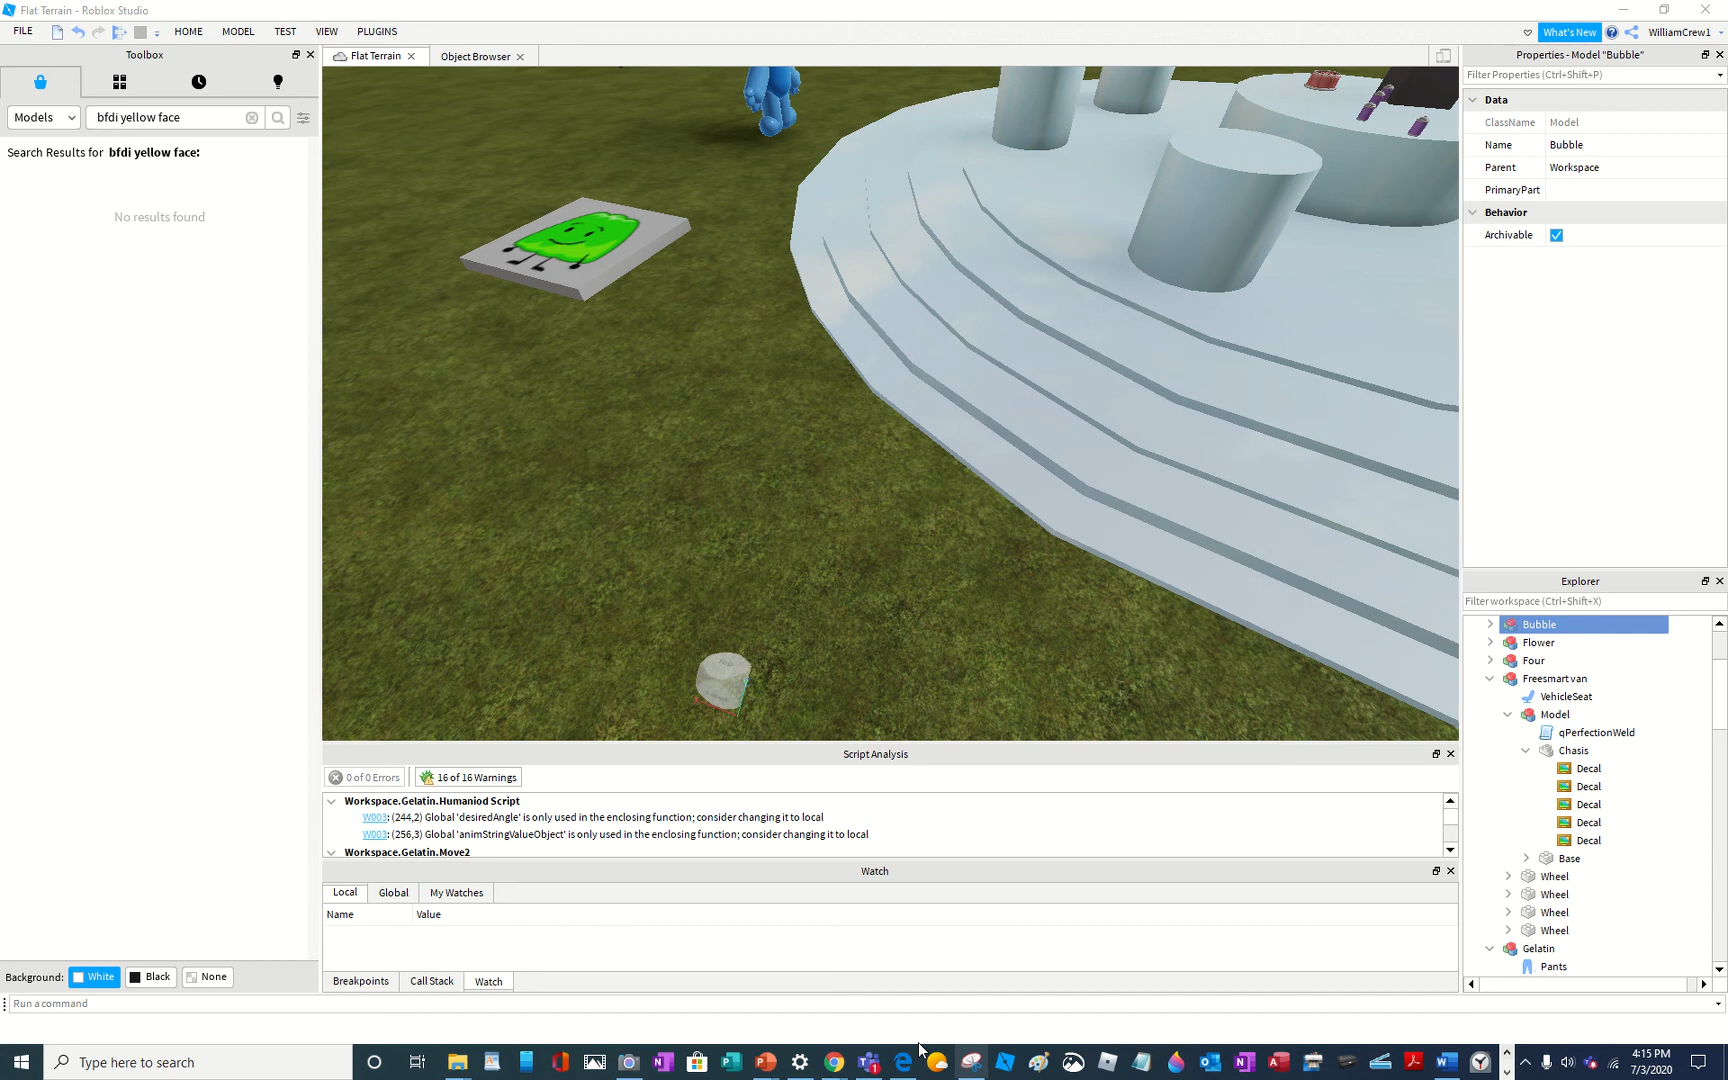 Flat Terrain - Roblox Studio
FILE HOME MODEL TEST VIEW PLUGINS What's New WilliamCrew1
Toolbox
Models bfdi yellow face
Search Results for bfdi yellow face:
No results found
Background: White Black None
Flat Terrain Object Browser
Script Analysis
0 of 0 Errors 16 of 16 Warnings
Workspace.Gelatin.Humaniod Script
W003: (244,2) Global 'desiredAngle' is only used in the enclosing function; consider changing it to local
W003: (256,3) Global 'animStringValueObject' is only used in the enclosing function; consider changing it to local
Workspace.Gelatin.Move2
Watch
Local Global My Watches
Name Value
Breakpoints Call Stack Watch
Properties - Model "Bubble"
Filter Properties (Ctrl+Shift+P)
Data
ClassName Model
Name Bubble
Parent Workspace
PrimaryPart
Behavior
Archivable
Explorer
Filter workspace (Ctrl+Shift+X)
Bubble
Flower
Four
Freesmart van
VehicleSeat
Model
qPerfectionWeld
Chasis
Decal
Decal
Decal
Decal
Decal
Base
Wheel
Wheel
Wheel
Wheel
Gelatin
Pants
Run a command
Type here to search
4:15 PM
7/3/2020